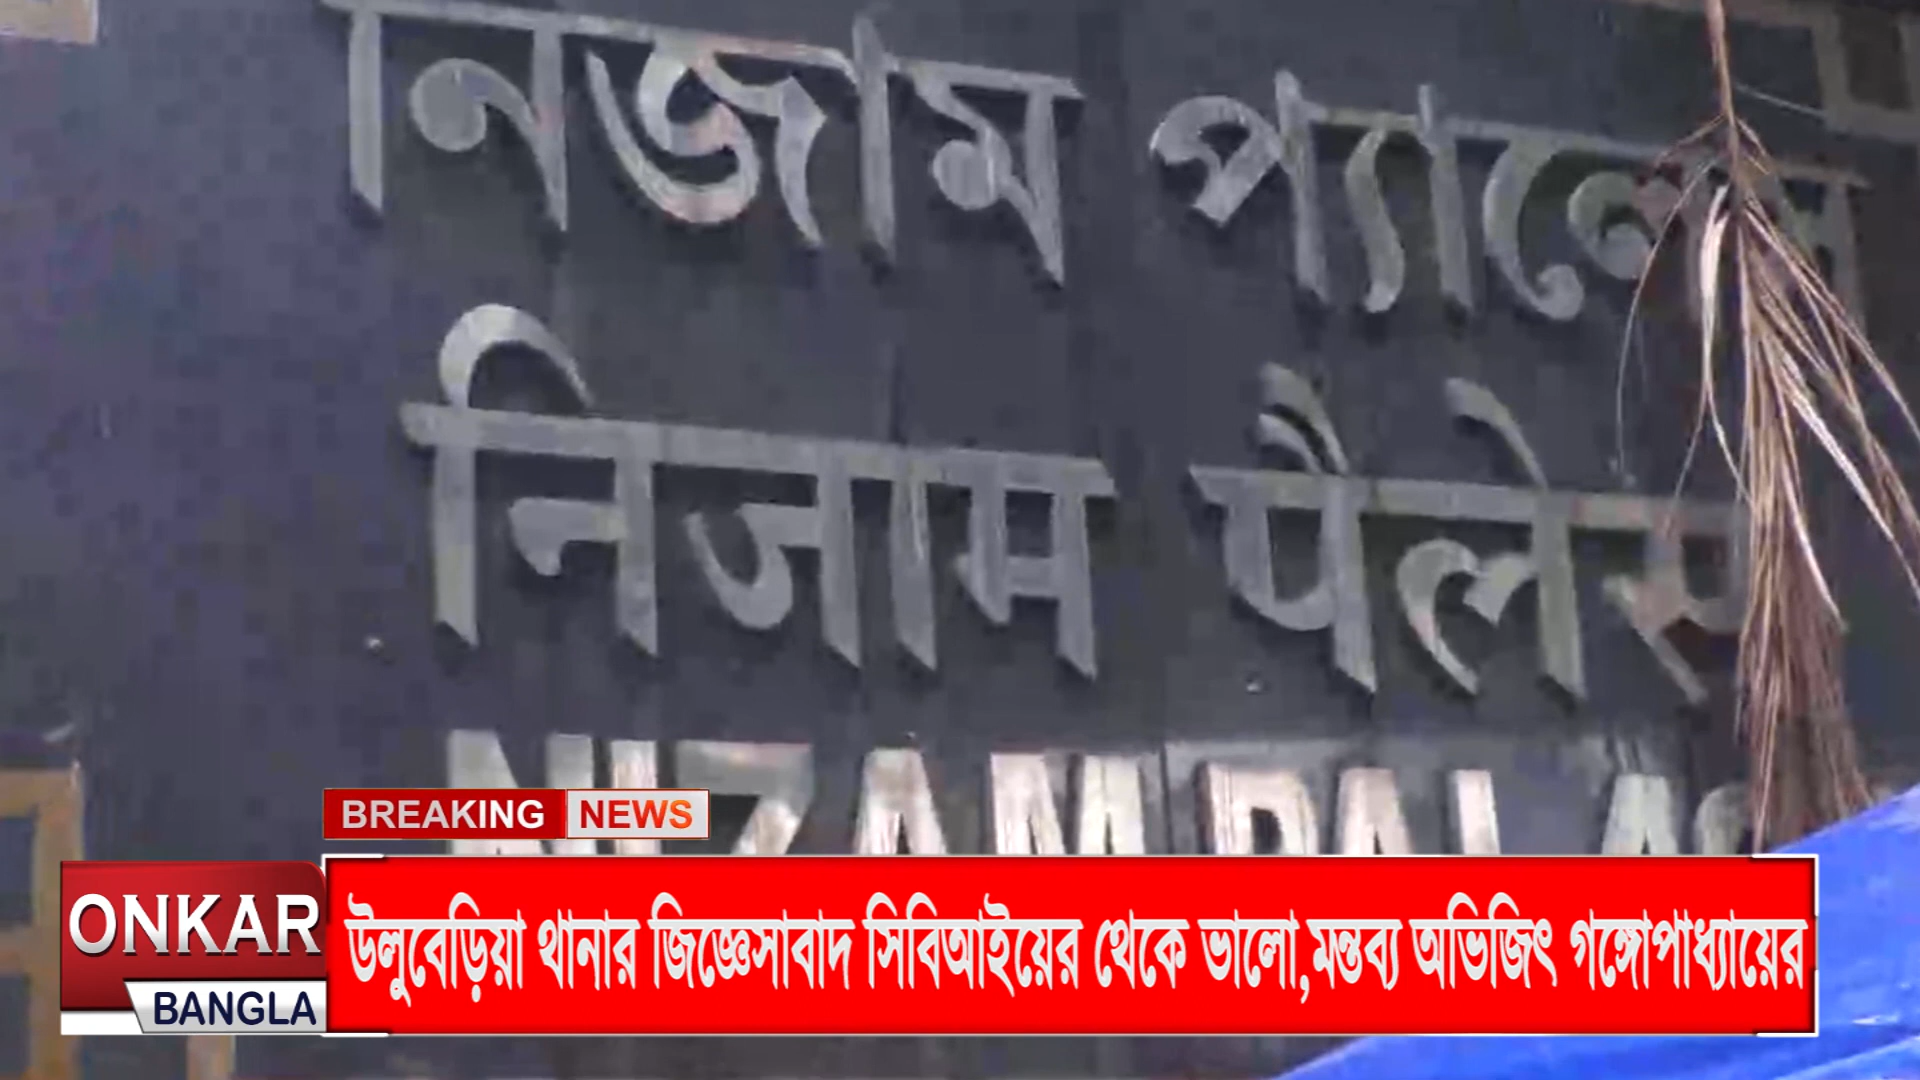 নিজাম প্যালেস
निजाम पैलेस
NIZAM PALAC
BREAKING NEWS
ONKAR
BANGLA
উলুবেড়িয়া থানার জিজ্ঞেসাবাদ সিবিআইয়ের থেকে ভালো,মন্তব্য অভিজিৎ গঙ্গোপাধ্যায়ের